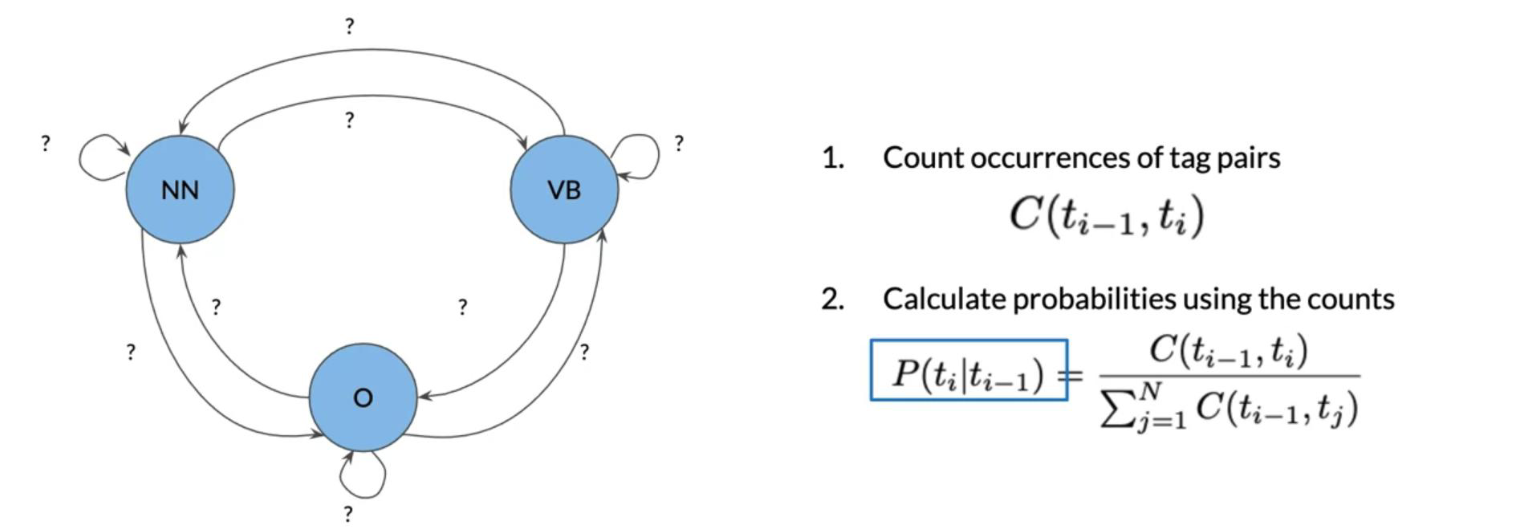 ?
?
?
?
NN
VB
?
?
?
?
O
?
1. Count occurrences of tag pairs
C(t_{i-1}, t_i)
2. Calculate probabilities using the counts
P(t_i|t_{i-1}) = \frac{C(t_{i-1}, t_i)}{\sum_{j=1}^{N} C(t_{i-1}, t_j)}